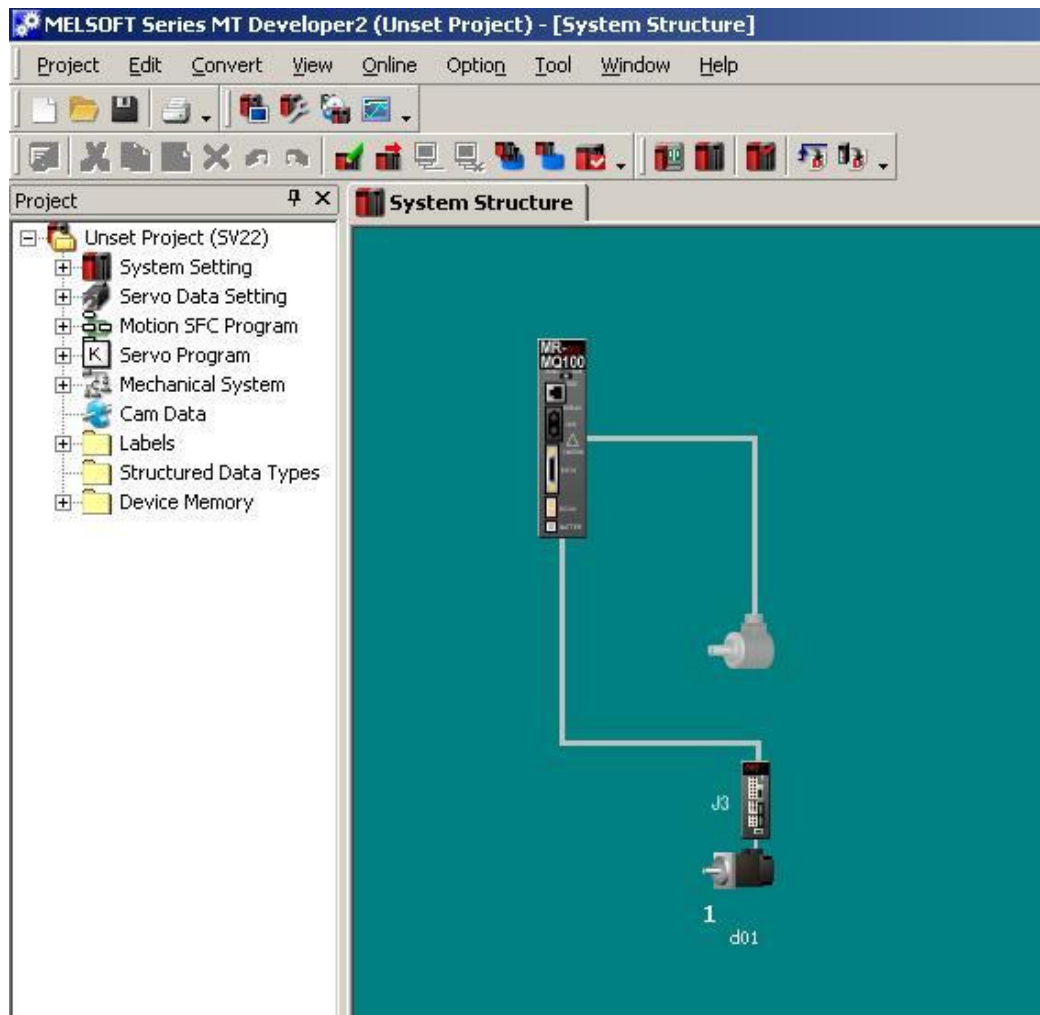 MELSOFT Series MT Developer2 (Unset Project) - [System Structure]
Project Edit Convert View Online Option Tool Window Help
Project
System Structure
Unset Project (SV22)
System Setting
Servo Data Setting
Motion SFC Program
K Servo Program
Mechanical System
Cam Data
Labels
Structured Data Types
Device Memory
MR-
MQ100
J3
1
d01